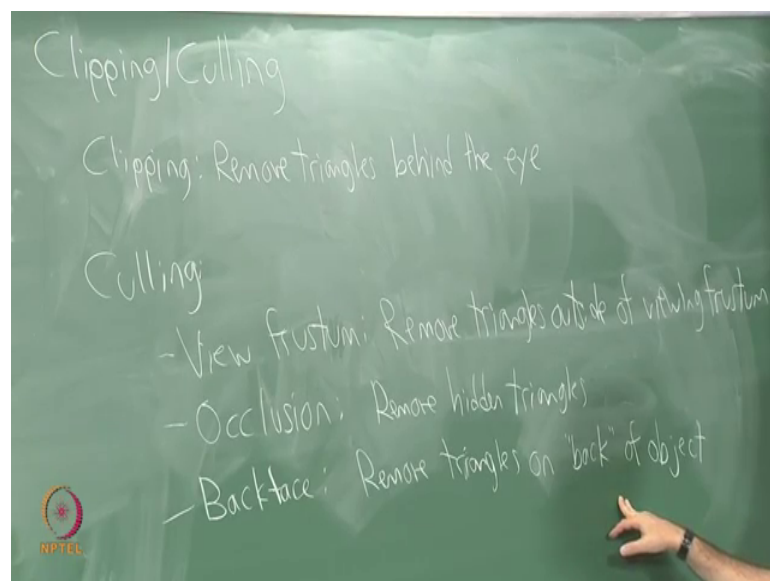 Clipping/Culling
Clipping: Remove triangles behind the eye
Culling:
- View frustum: Remove triangles outside of viewing frustum
- Occlusion: Remove hidden triangles
- Backface: Remove triangles on "back" of object
NPTEL